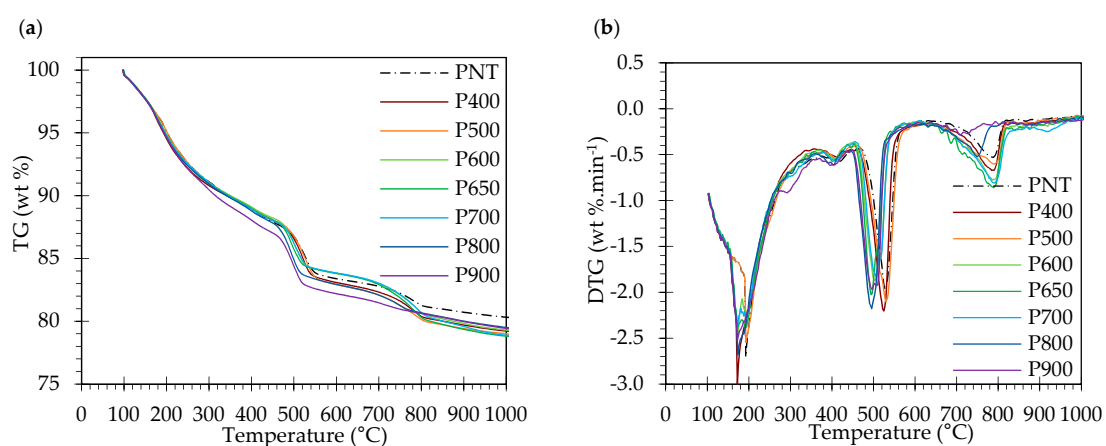 (a)
100
95
90
85
80
75
TG (wt %)
0 100 200 300 400 500 600 700 800 900 1000
Temperature (°C)
PNT
P400
P500
P600
P650
P700
P800
P900
(b)
0.5
0.0
-0.5
-1.0
-1.5
-2.0
-2.5
-3.0
DTG (wt %.min-1)
0 100 200 300 400 500 600 700 800 900 1000
Temperature (°C)
PNT
P400
P500
P600
P650
P700
P800
P900